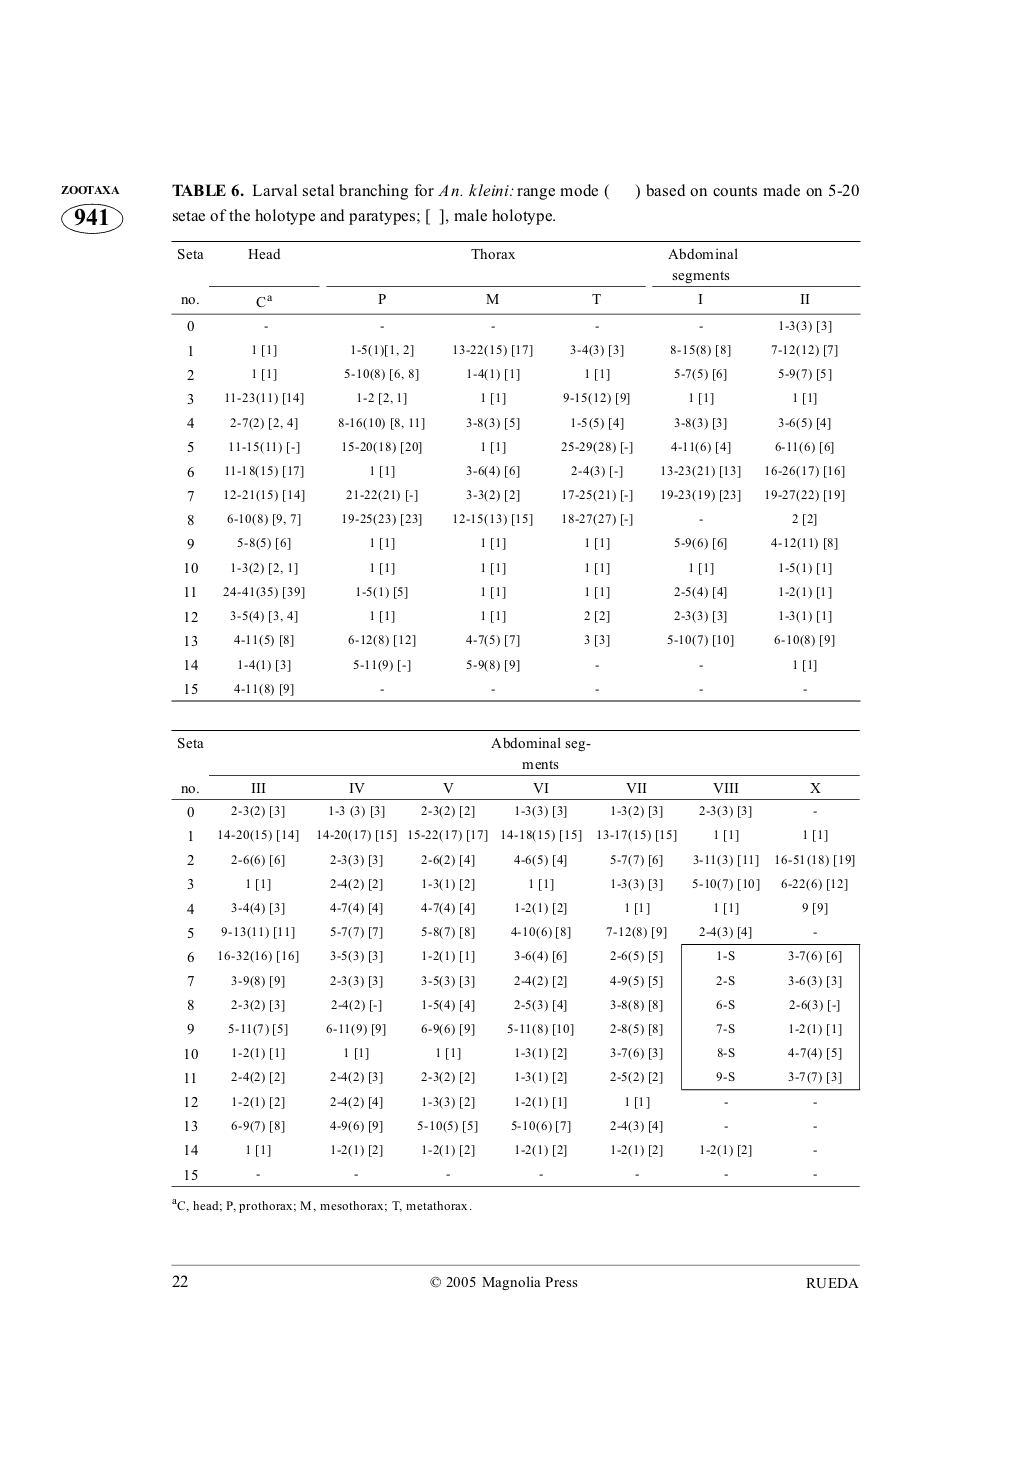 ZOOTAXA
941
TABLE 6. Larval setal branching for An. kleini: range mode ( ) based on counts made on 5-20
setae of the holotype and paratypes; [ ], male holotype.
Seta Head Thorax Abdominal
segments
no. Ca P M T I II
0 - - - - - 1-3(3) [3]
1 1 [1] 1-5(1)[1, 2] 13-22(15) [17] 3-4(3) [3] 8-15(8) [8] 7-12(12) [7]
2 1 [1] 5-10(8) [6, 8] 1-4(1) [1] 1 [1] 5-7(5) [6] 5-9(7) [5]
3 11-23(11) [14] 1-2 [2, 1] 1 [1] 9-15(12) [9] 1 [1] 1 [1]
4 2-7(2) [2, 4] 8-16(10) [8, 11] 3-8(3) [5] 1-5(5) [4] 3-8(3) [3] 3-6(5) [4]
5 11-15(11) [-] 15-20(18) [20] 1 [1] 25-29(28) [-] 4-11(6) [4] 6-11(6) [6]
6 11-18(15) [17] 1 [1] 3-6(4) [6] 2-4(3) [-] 13-23(21) [13] 16-26(17) [16]
7 12-21(15) [14] 21-22(21) [-] 3-3(2) [2] 17-25(21) [-] 19-23(19) [23] 19-27(22) [19]
8 6-10(8) [9, 7] 19-25(23) [23] 12-15(13) [15] 18-27(27) [-] - 2 [2]
9 5-8(5) [6] 1 [1] 1 [1] 1 [1] 5-9(6) [6] 4-12(11) [8]
10 1-3(2) [2, 1] 1 [1] 1 [1] 1 [1] 1 [1] 1-5(1) [1]
11 24-41(35) [39] 1-5(1) [5] 1 [1] 1 [1] 2-5(4) [4] 1-2(1) [1]
12 3-5(4) [3, 4] 1 [1] 1 [1] 2 [2] 2-3(3) [3] 1-3(1) [1]
13 4-11(5) [8] 6-12(8) [12] 4-7(5) [7] 3 [3] 5-10(7) [10] 6-10(8) [9]
14 1-4(1) [3] 5-11(9) [-] 5-9(8) [9] - - 1 [1]
15 4-11(8) [9] - - - - -
Seta Abdominal seg-
ments
no. III IV V VI VII VIII X
0 2-3(2) [3] 1-3 (3) [3] 2-3(2) [2] 1-3(3) [3] 1-3(2) [3] 2-3(3) [3] -
1 14-20(15) [14] 14-20(17) [15] 15-22(17) [17] 14-18(15) [15] 13-17(15) [15] 1 [1] 1 [1]
2 2-6(6) [6] 2-3(3) [3] 2-6(2) [4] 4-6(5) [4] 5-7(7) [6] 3-11(3) [11] 16-51(18) [19]
3 1 [1] 2-4(2) [2] 1-3(1) [2] 1 [1] 1-3(3) [3] 5-10(7) [10] 6-22(6) [12]
4 3-4(4) [3] 4-7(4) [4] 4-7(4) [4] 1-2(1) [2] 1 [1] 1 [1] 9 [9]
5 9-13(11) [11] 5-7(7) [7] 5-8(7) [8] 4-10(6) [8] 7-12(8) [9] 2-4(3) [4] -
6 16-32(16) [16] 3-5(3) [3] 1-2(1) [1] 3-6(4) [6] 2-6(5) [5] 1-S 3-7(6) [6]
7 3-9(8) [9] 2-3(3) [3] 3-5(3) [3] 2-4(2) [2] 4-9(5) [5] 2-S 3-6(3) [3]
8 2-3(2) [3] 2-4(2) [-] 1-5(4) [4] 2-5(3) [4] 3-8(8) [8] 6-S 2-6(3) [-]
9 5-11(7) [5] 6-11(9) [9] 6-9(6) [9] 5-11(8) [10] 2-8(5) [8] 7-S 1-2(1) [1]
10 1-2(1) [1] 1 [1] 1 [1] 1-3(1) [2] 3-7(6) [3] 8-S 4-7(4) [5]
11 2-4(2) [2] 2-4(2) [3] 2-3(2) [2] 1-3(1) [2] 2-5(2) [2] 9-S 3-7(7) [3]
12 1-2(1) [2] 2-4(2) [4] 1-3(3) [2] 1-2(1) [1] 1 [1] - -
13 6-9(7) [8] 4-9(6) [9] 5-10(5) [5] 5-10(6) [7] 2-4(3) [4] - -
14 1 [1] 1-2(1) [2] 1-2(1) [2] 1-2(1) [2] 1-2(1) [2] 1-2(1) [2] -
15 - - - - - - -
aC, head; P, prothorax; M, mesothorax; T, metathorax.
22 © 2005 Magnolia Press RUEDA